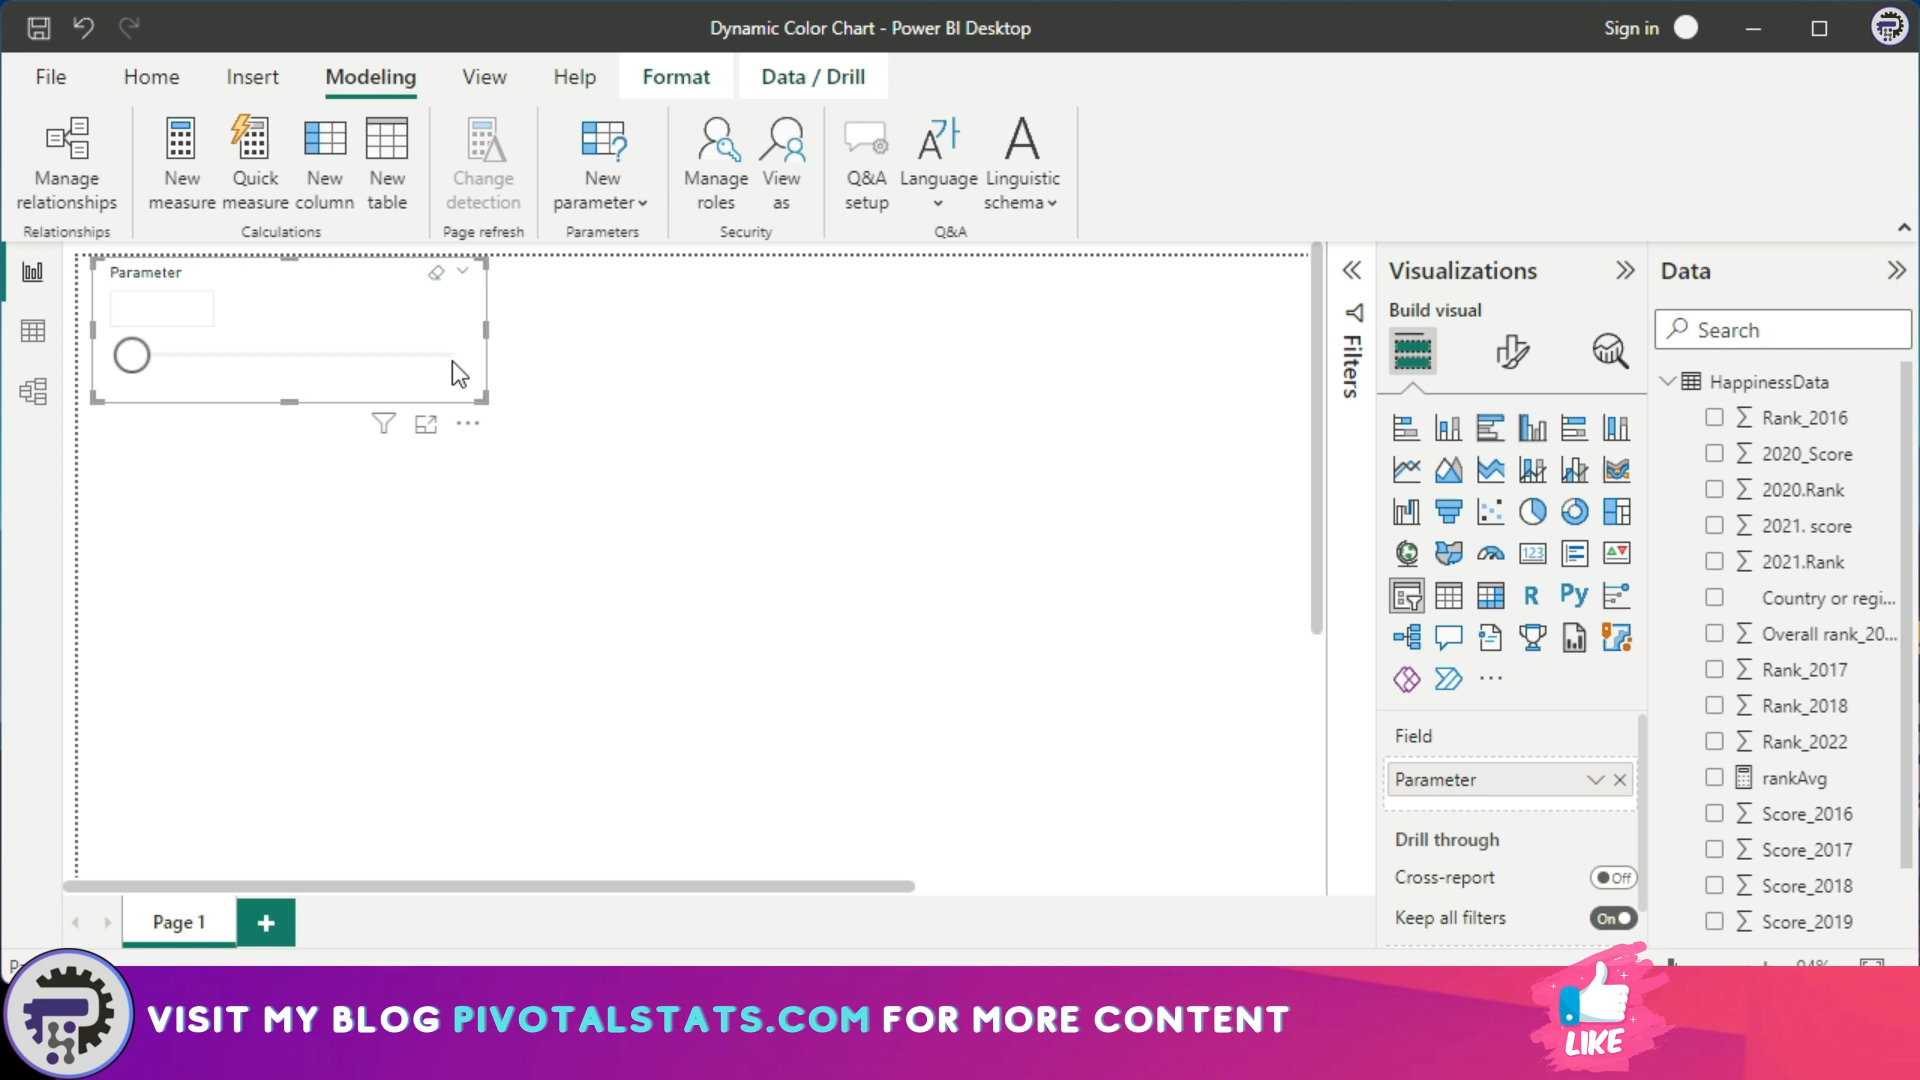 Dynamic Color Chart - Power BI Desktop
Sign in
File
Home
Insert
Modeling
View
Help
Format
Data / Drill
Manage
relationships
New
measure
Quick
measure
New
column
New
table
Change
detection
New
parameter
Manage
roles
View
as
Q&A
setup
Language
Linguistic
schema
Relationships
Calculations
Page refresh
Parameters
Security
Q&A
Parameter
Filters
Visualizations
Build visual
123
R
Py
Field
Parameter
Drill through
Cross-report
Off
Keep all filters
On
Data
Search
HappinessData
Rank_2016
2020_Score
2020.Rank
2021. score
2021.Rank
Country or regi...
Overall rank_20...
Rank_2017
Rank_2018
Rank_2022
rankAvg
Score_2016
Score_2017
Score_2018
Score_2019
Page 1
VISIT MY BLOG PIVOTALSTATS.COM FOR MORE CONTENT
LIKE